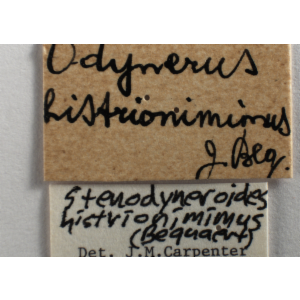 Odynerus
histrionimimus
J. Beq.
Stenodyneroides
histrionimimus
(Bequaert)
Det. J.M.Carpenter